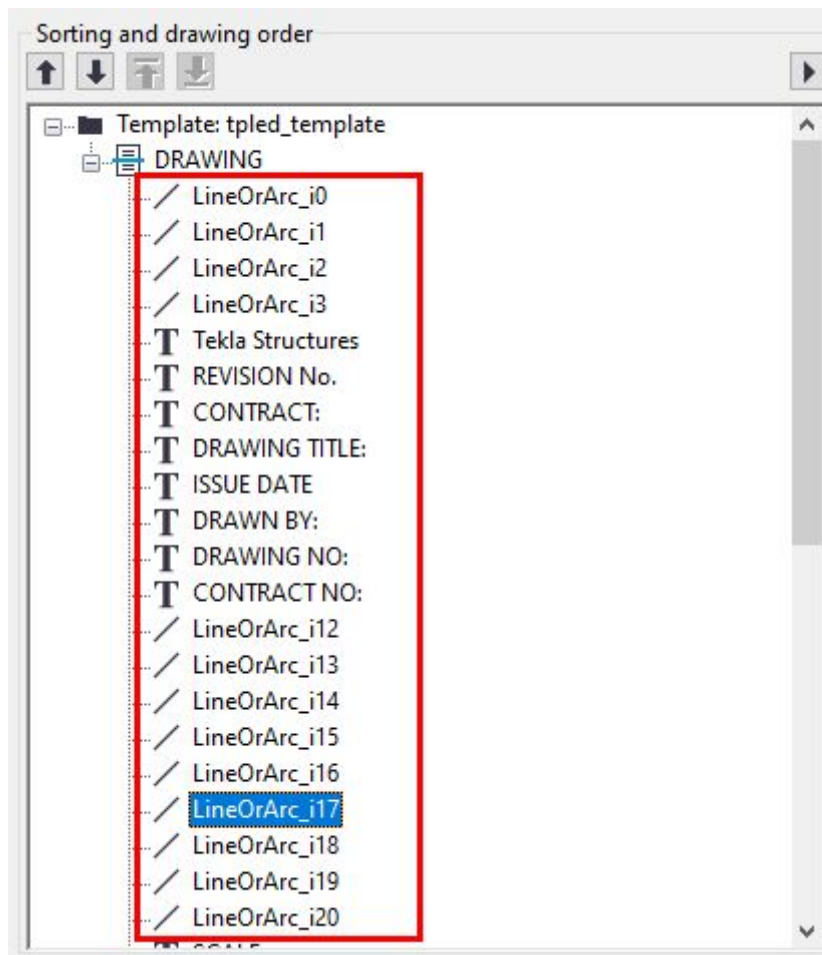 Sorting and drawing order
Template: tpled_template
DRAWING
LineOrArc_i0
LineOrArc_i1
LineOrArc_i2
LineOrArc_i3
Tekla Structures
REVISION No.
CONTRACT:
DRAWING TITLE:
ISSUE DATE
DRAWN BY:
DRAWING NO:
CONTRACT NO:
LineOrArc_i12
LineOrArc_i13
LineOrArc_i14
LineOrArc_i15
LineOrArc_i16
LineOrArc_i17
LineOrArc_i18
LineOrArc_i19
LineOrArc_i20